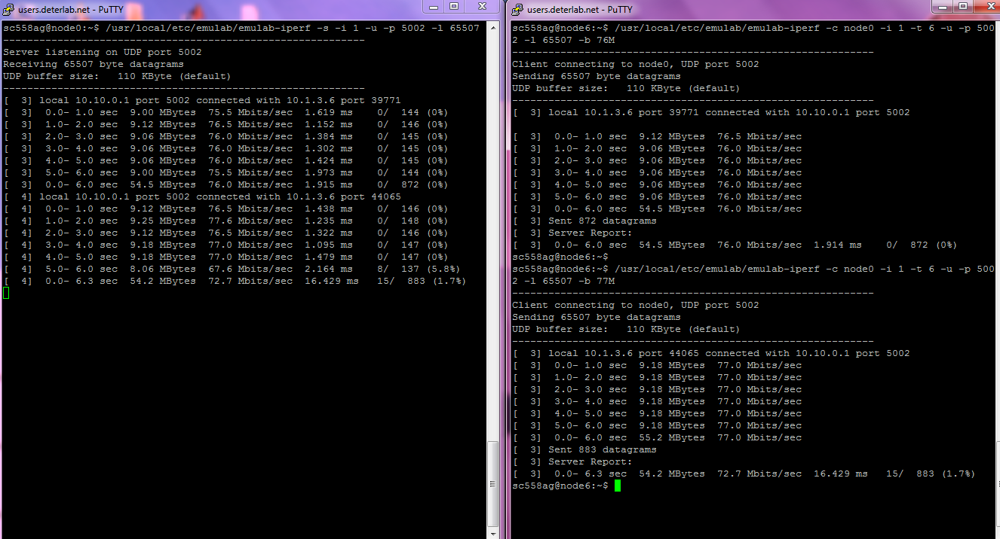 users.deterlab.net - PuTTY
sc558ag@node0:~$ /usr/local/etc/emulab/emulab-iperf -s -i 1 -u -p 5002 -l 65507
------------------------------------------------------------
Server listening on UDP port 5002
Receiving 65507 byte datagrams
UDP buffer size:   110 KByte (default)
------------------------------------------------------------
[  3] local 10.10.0.1 port 5002 connected with 10.1.3.6 port 39771
[  3]  0.0- 1.0 sec  9.00 MBytes  75.5 Mbits/sec  1.619 ms    0/  144 (0%)
[  3]  1.0- 2.0 sec  9.12 MBytes  76.5 Mbits/sec  1.152 ms    0/  146 (0%)
[  3]  2.0- 3.0 sec  9.06 MBytes  76.0 Mbits/sec  1.384 ms    0/  145 (0%)
[  3]  3.0- 4.0 sec  9.06 MBytes  76.0 Mbits/sec  1.302 ms    0/  145 (0%)
[  3]  4.0- 5.0 sec  9.06 MBytes  76.0 Mbits/sec  1.424 ms    0/  145 (0%)
[  3]  5.0- 6.0 sec  9.00 MBytes  75.5 Mbits/sec  1.973 ms    0/  144 (0%)
[  3]  0.0- 6.0 sec  54.5 MBytes  76.0 Mbits/sec  1.915 ms    0/  872 (0%)
[  4] local 10.10.0.1 port 5002 connected with 10.1.3.6 port 44065
[  4]  0.0- 1.0 sec  9.12 MBytes  76.5 Mbits/sec  1.438 ms    0/  146 (0%)
[  4]  1.0- 2.0 sec  9.25 MBytes  77.6 Mbits/sec  1.235 ms    0/  148 (0%)
[  4]  2.0- 3.0 sec  9.12 MBytes  76.5 Mbits/sec  1.322 ms    0/  146 (0%)
[  4]  3.0- 4.0 sec  9.18 MBytes  77.0 Mbits/sec  1.095 ms    0/  147 (0%)
[  4]  4.0- 5.0 sec  9.18 MBytes  77.0 Mbits/sec  1.479 ms    0/  147 (0%)
[  4]  5.0- 6.0 sec  8.06 MBytes  67.6 Mbits/sec  2.164 ms    8/  137 (5.8%)
[  4]  0.0- 6.3 sec  54.2 MBytes  72.7 Mbits/sec  16.429 ms   15/  883 (1.7%)
users.deterlab.net - PuTTY
sc558ag@node6:~$ /usr/local/etc/emulab/emulab-iperf -c node0 -i 1 -t 6 -u -p 500
2 -l 65507 -b 76M
------------------------------------------------------------
Client connecting to node0, UDP port 5002
Sending 65507 byte datagrams
UDP buffer size:   110 KByte (default)
------------------------------------------------------------
[  3] local 10.1.3.6 port 39771 connected with 10.10.0.1 port 5002
[  3]  0.0- 1.0 sec  9.12 MBytes  76.5 Mbits/sec
[  3]  1.0- 2.0 sec  9.06 MBytes  76.0 Mbits/sec
[  3]  2.0- 3.0 sec  9.06 MBytes  76.0 Mbits/sec
[  3]  3.0- 4.0 sec  9.06 MBytes  76.0 Mbits/sec
[  3]  4.0- 5.0 sec  9.06 MBytes  76.0 Mbits/sec
[  3]  5.0- 6.0 sec  9.06 MBytes  76.0 Mbits/sec
[  3]  0.0- 6.0 sec  54.5 MBytes  76.0 Mbits/sec
[  3] Sent 872 datagrams
[  3] Server Report:
[  3]  0.0- 6.0 sec  54.5 MBytes  76.0 Mbits/sec  1.914 ms    0/  872 (0%)
sc558ag@node6:~$
sc558ag@node6:~$ /usr/local/etc/emulab/emulab-iperf -c node0 -i 1 -t 6 -u -p 500
2 -l 65507 -b 77M
------------------------------------------------------------
Client connecting to node0, UDP port 5002
Sending 65507 byte datagrams
UDP buffer size:   110 KByte (default)
------------------------------------------------------------
[  3] local 10.1.3.6 port 44065 connected with 10.10.0.1 port 5002
[  3]  0.0- 1.0 sec  9.18 MBytes  77.0 Mbits/sec
[  3]  1.0- 2.0 sec  9.18 MBytes  77.0 Mbits/sec
[  3]  2.0- 3.0 sec  9.18 MBytes  77.0 Mbits/sec
[  3]  3.0- 4.0 sec  9.18 MBytes  77.0 Mbits/sec
[  3]  4.0- 5.0 sec  9.18 MBytes  77.0 Mbits/sec
[  3]  5.0- 6.0 sec  9.18 MBytes  77.0 Mbits/sec
[  3]  0.0- 6.0 sec  55.2 MBytes  77.0 Mbits/sec
[  3] Sent 883 datagrams
[  3] Server Report:
[  3]  0.0- 6.3 sec  54.2 MBytes  72.7 Mbits/sec  16.429 ms   15/  883 (1.7%)
sc558ag@node6:~$